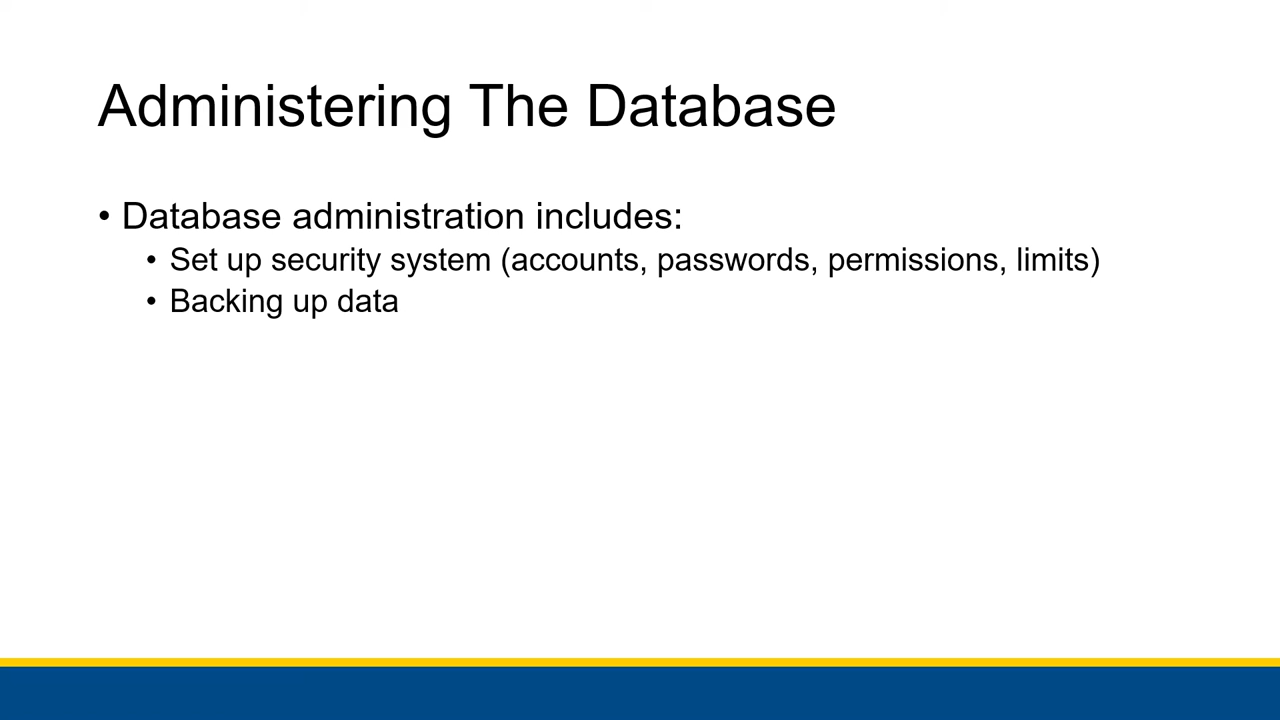 Administering The Database
• Database administration includes:
• Set up security system (accounts, passwords, permissions, limits)
• Backing up data